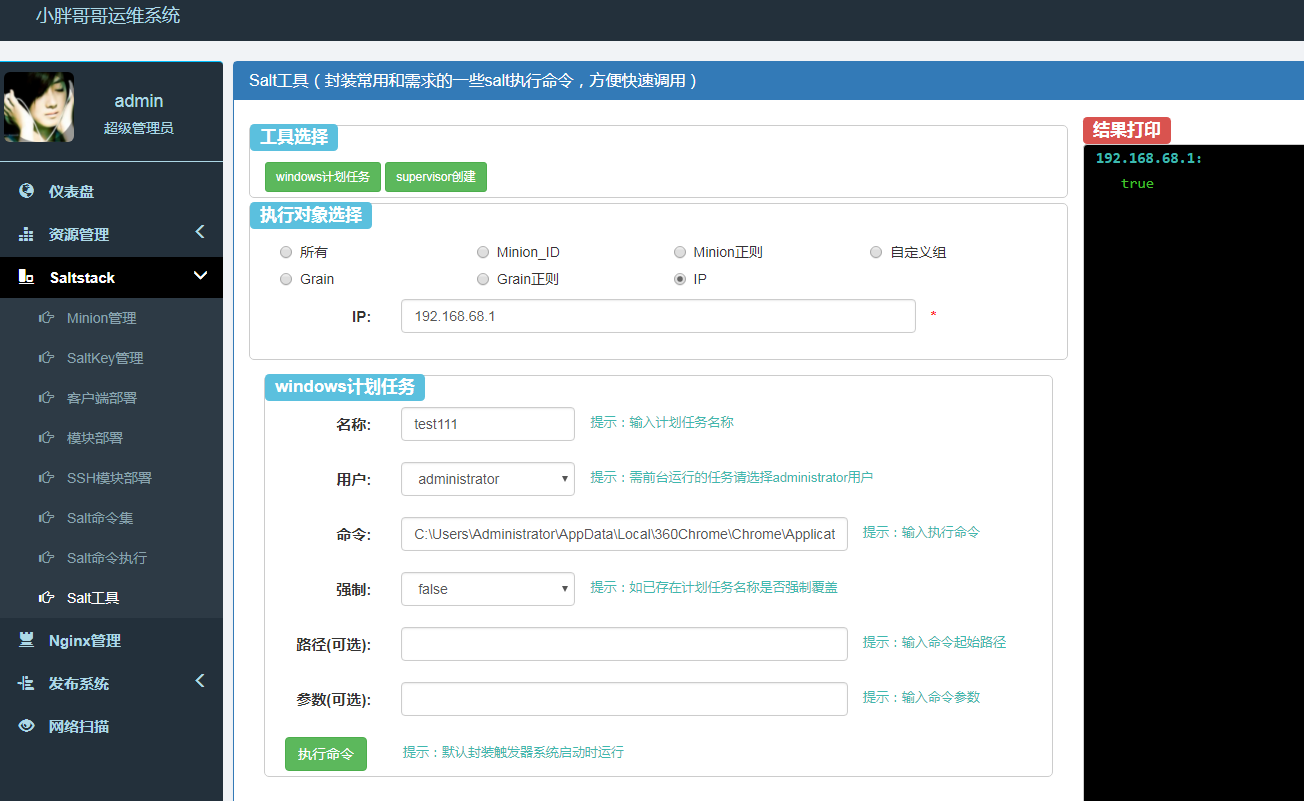 小胖哥哥运维系统
admin
超级管理员
仪表盘
资源管理
Saltstack
Minion管理
SaltKey管理
客户端部署
模块部署
SSH模块部署
Salt命令集
Salt命令执行
Salt工具
Nginx管理
发布系统
网络扫描
Salt工具（封装常用和需求的一些salt执行命令，方便快速调用）
工具选择
windows计划任务 supervisor创建
执行对象选择
所有 Minion_ID Minion正则 自定义组
Grain Grain正则 IP
IP: 192.168.68.1 *
windows计划任务
名称: test111 提示：输入计划任务名称
用户: administrator 提示：需前台运行的任务请选择administrator用户
命令: C:\Users\Administrator\AppData\Local\360Chrome\Chrome\Applicat 提示：输入执行命令
强制: false 提示：如已存在计划任务名称是否强制覆盖
路径(可选): 提示：输入命令起始路径
参数(可选): 提示：输入命令参数
执行命令 提示：默认封装触发器系统启动时运行
结果打印
192.168.68.1:
true